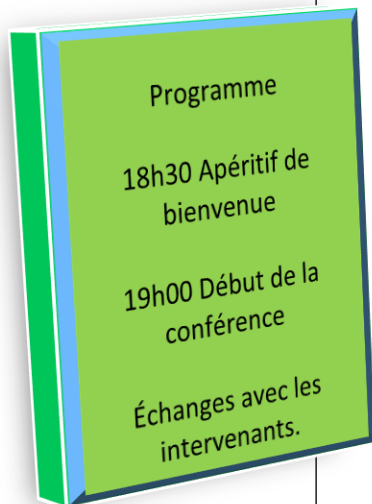 Programme
18h30 Apéritif de
bienvenue
19h00 Début de la
conférence
Échanges avec les
intervenants.